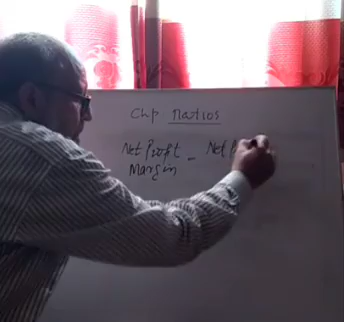 Chp Ratios
Net Profit = Net P
Margin